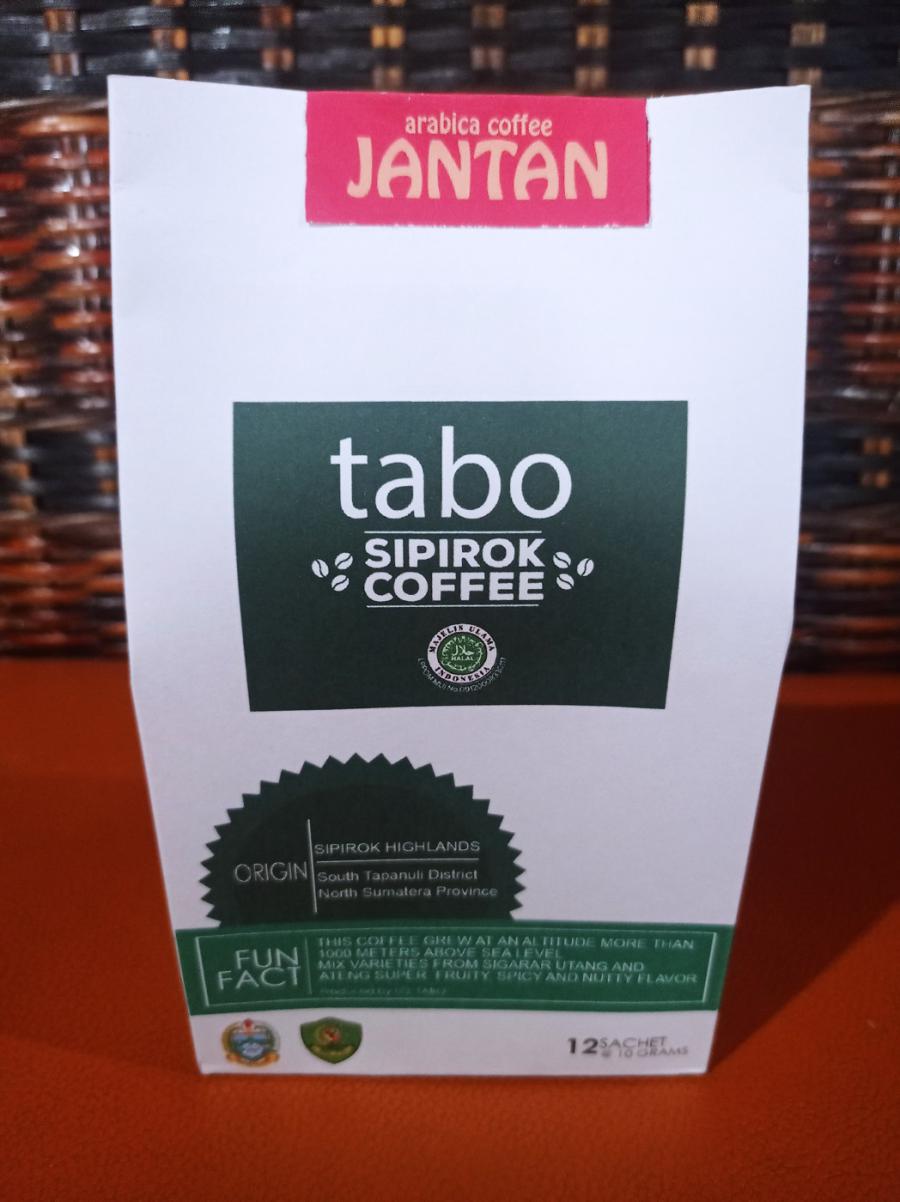 arabica coffee
JANTAN
tabo
SIPIROK
COFFEE
MAJELIS ULAMA
حلال
HALAL
INDONESIA
ORIGIN
SIPIROK HIGHLANDS
South Tapanuli District
North Sumatera Province
FUN
FACT
THIS COFFEE GREW AT AN ALTITUDE MORE THAN
1000 METERS ABOVE SEA LEVEL
MIX VARIETIES FROM SIGARAR UTANG AND
ATENG SUPER. FRUITY, SPICY AND NUTTY FLAVOR
12 SACHET
@ 10 GRAMS